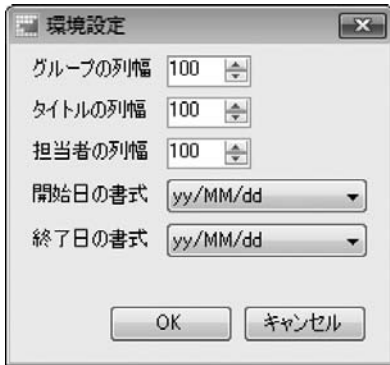 環境設定
グループの列幅 100
タイトルの列幅 100
担当者の列幅 100
開始日の書式 yy/MM/dd
終了日の書式 yy/MM/dd
OK キャンセル